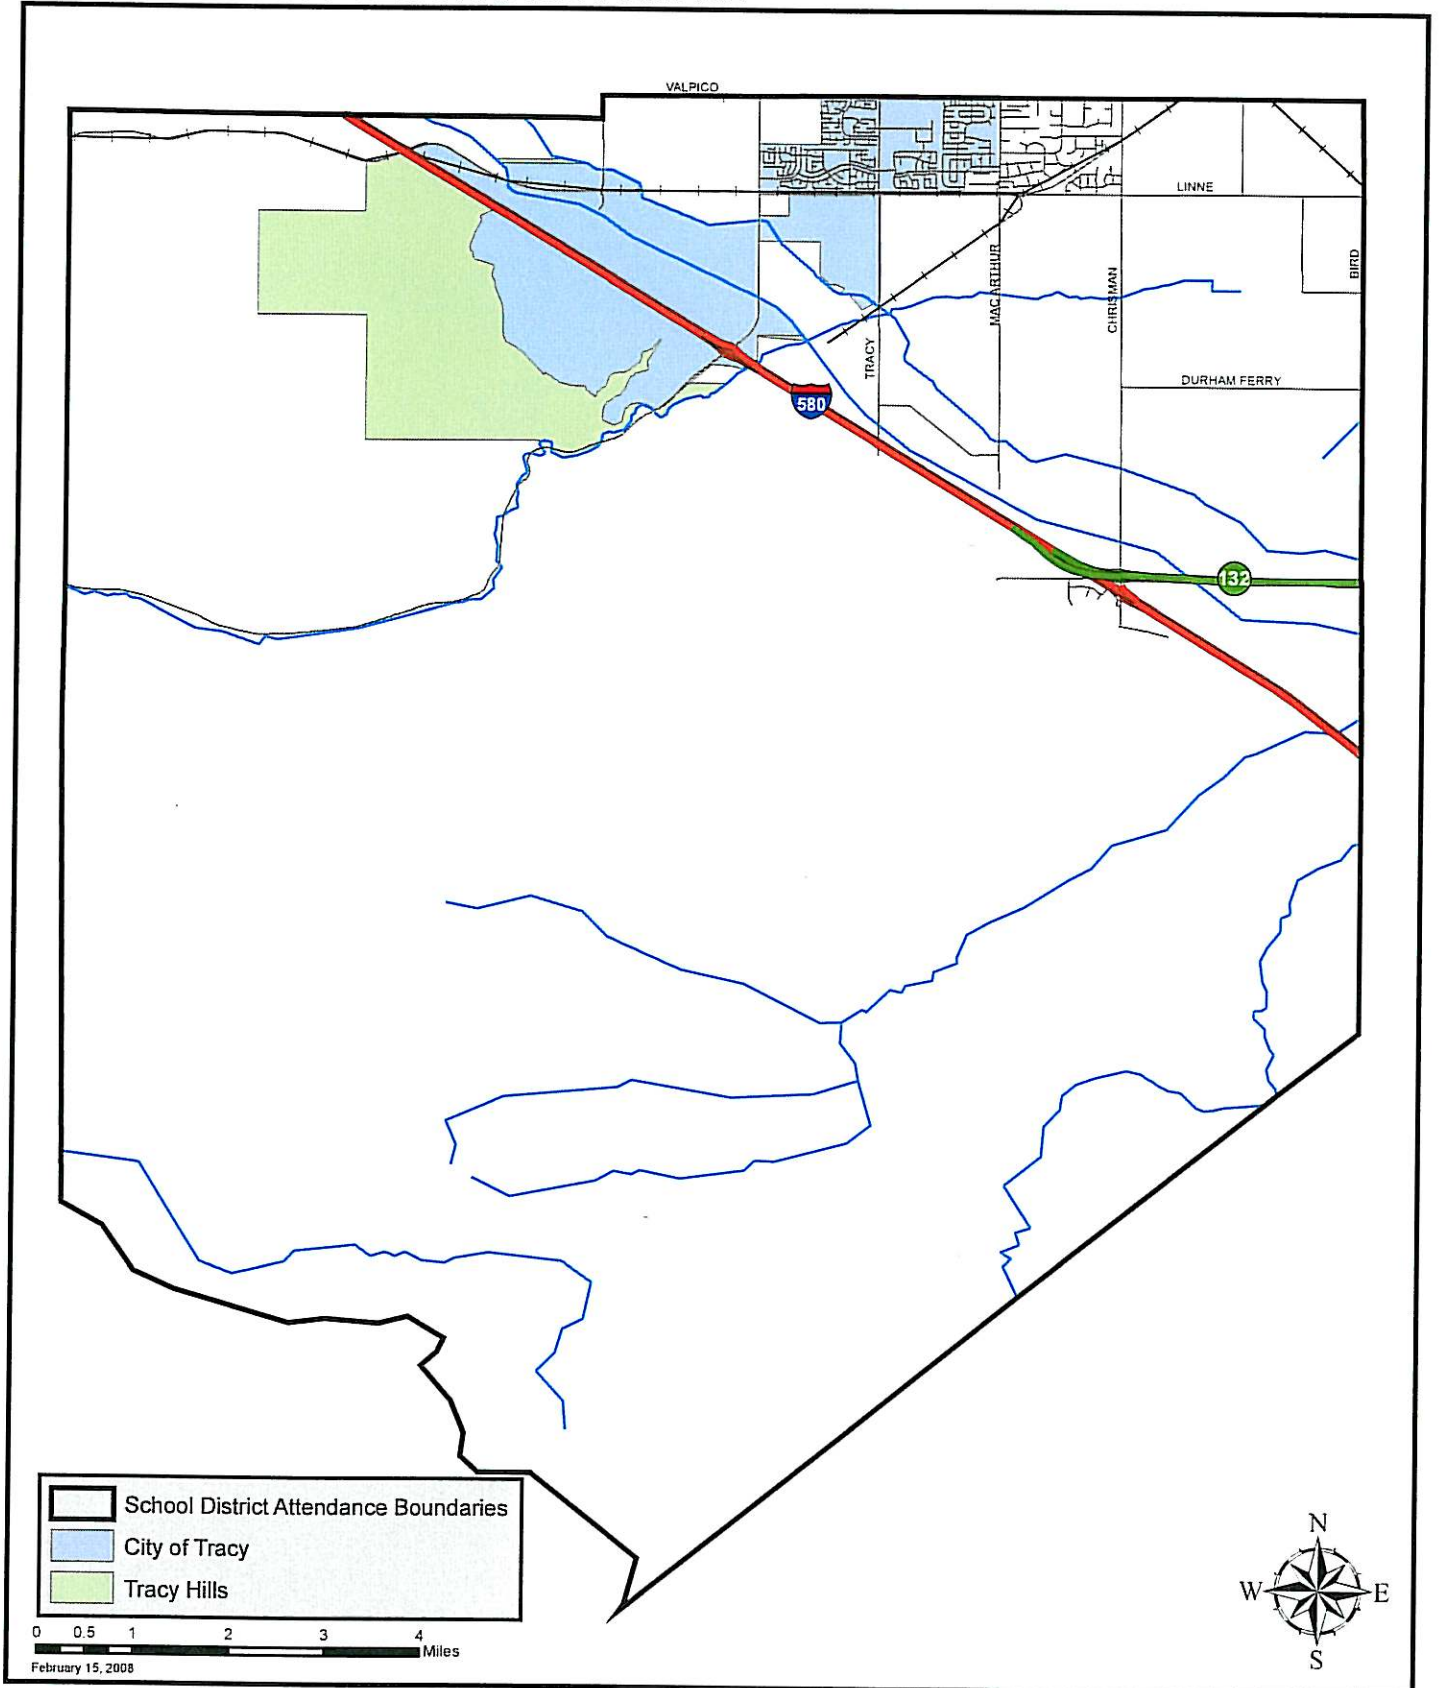 VALPICO
LINNE
BIRD
MAC ARTHUR
CHRISMAN
TRACY
DURHAM FERRY
580
132
School District Attendance Boundaries
City of Tracy
Tracy Hills
0 0.5 1 2 3 4
Miles
February 15, 2008
N
W E
S